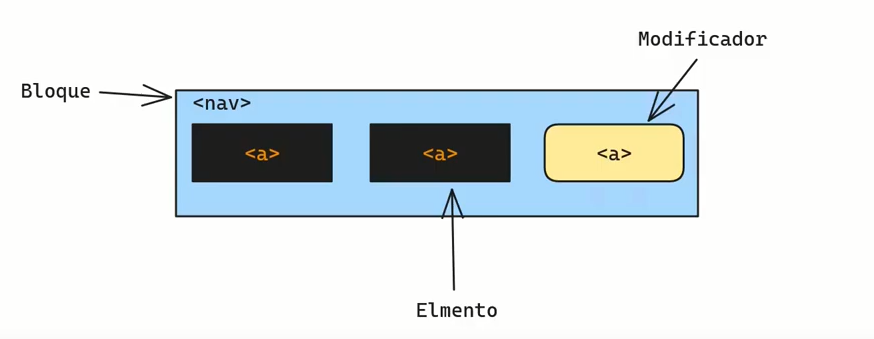 Modificador
Bloque
<nav>
<a> <a> <a>
Elmento